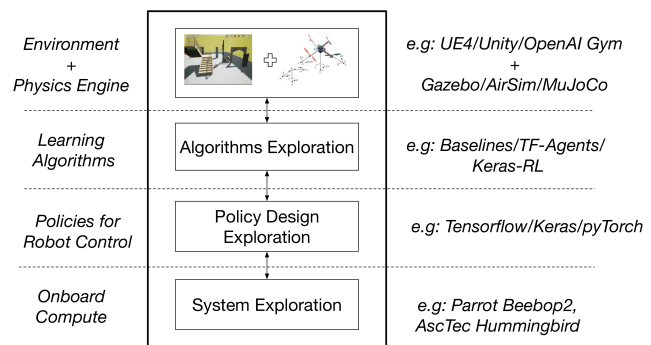 Environment
+
Physics Engine
e.g: UE4/Unity/OpenAI Gym
+
Gazebo/AirSim/MuJoCo
Learning
Algorithms
Algorithms Exploration
e.g: Baselines/TF-Agents/
Keras-RL
Policies for
Robot Control
Policy Design
Exploration
e.g: Tensorflow/Keras/pyTorch
Onboard
Compute
System Exploration
e.g: Parrot Beebop2,
AscTec Hummingbird